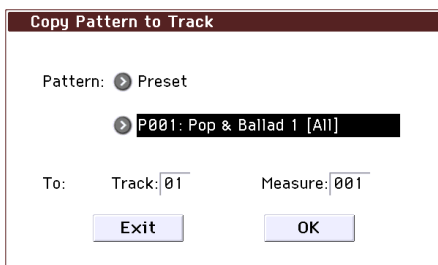 Copy Pattern to Track
Pattern: Preset
P001: Pop & Ballad 1 [All]
To: Track: 01 Measure: 001
Exit OK